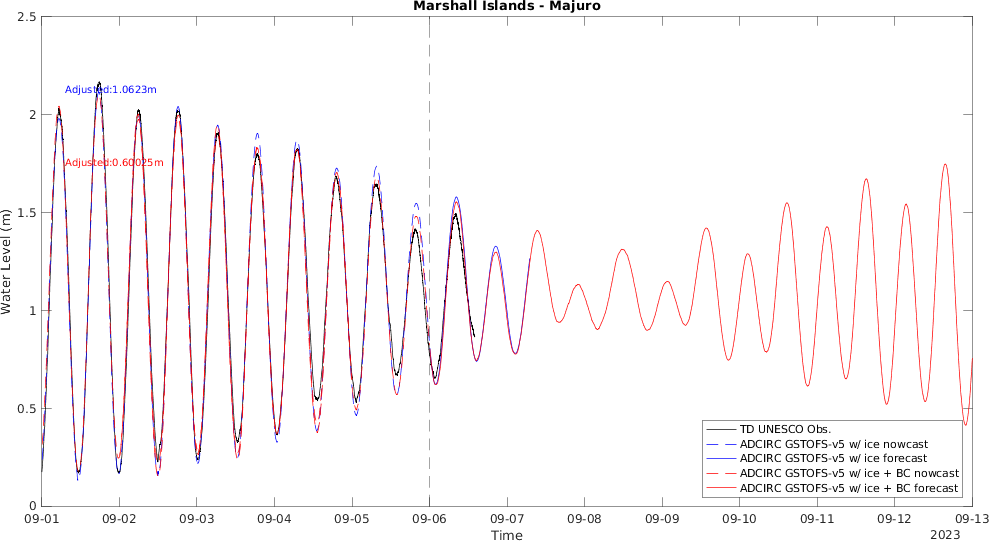 Marshall Islands - Majuro
2.5
2
1.5
1
0.5
0
Water Level (m)
Adjusted:1.0623m
Adjusted:0.60025m
TD UNESCO Obs.
ADCIRC GSTOFS-v5 w/ ice nowcast
ADCIRC GSTOFS-v5 w/ ice forecast
ADCIRC GSTOFS-v5 w/ ice + BC nowcast
ADCIRC GSTOFS-v5 w/ ice + BC forecast
09-01 09-02 09-03 09-04 09-05 09-06 09-07 09-08 09-09 09-10 09-11 09-12 09-13
Time
2023